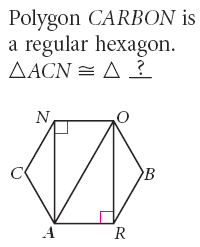 Polygon CARBON is
a regular hexagon.
△ACN ≅ △ ?
N
O
C
B
A
R